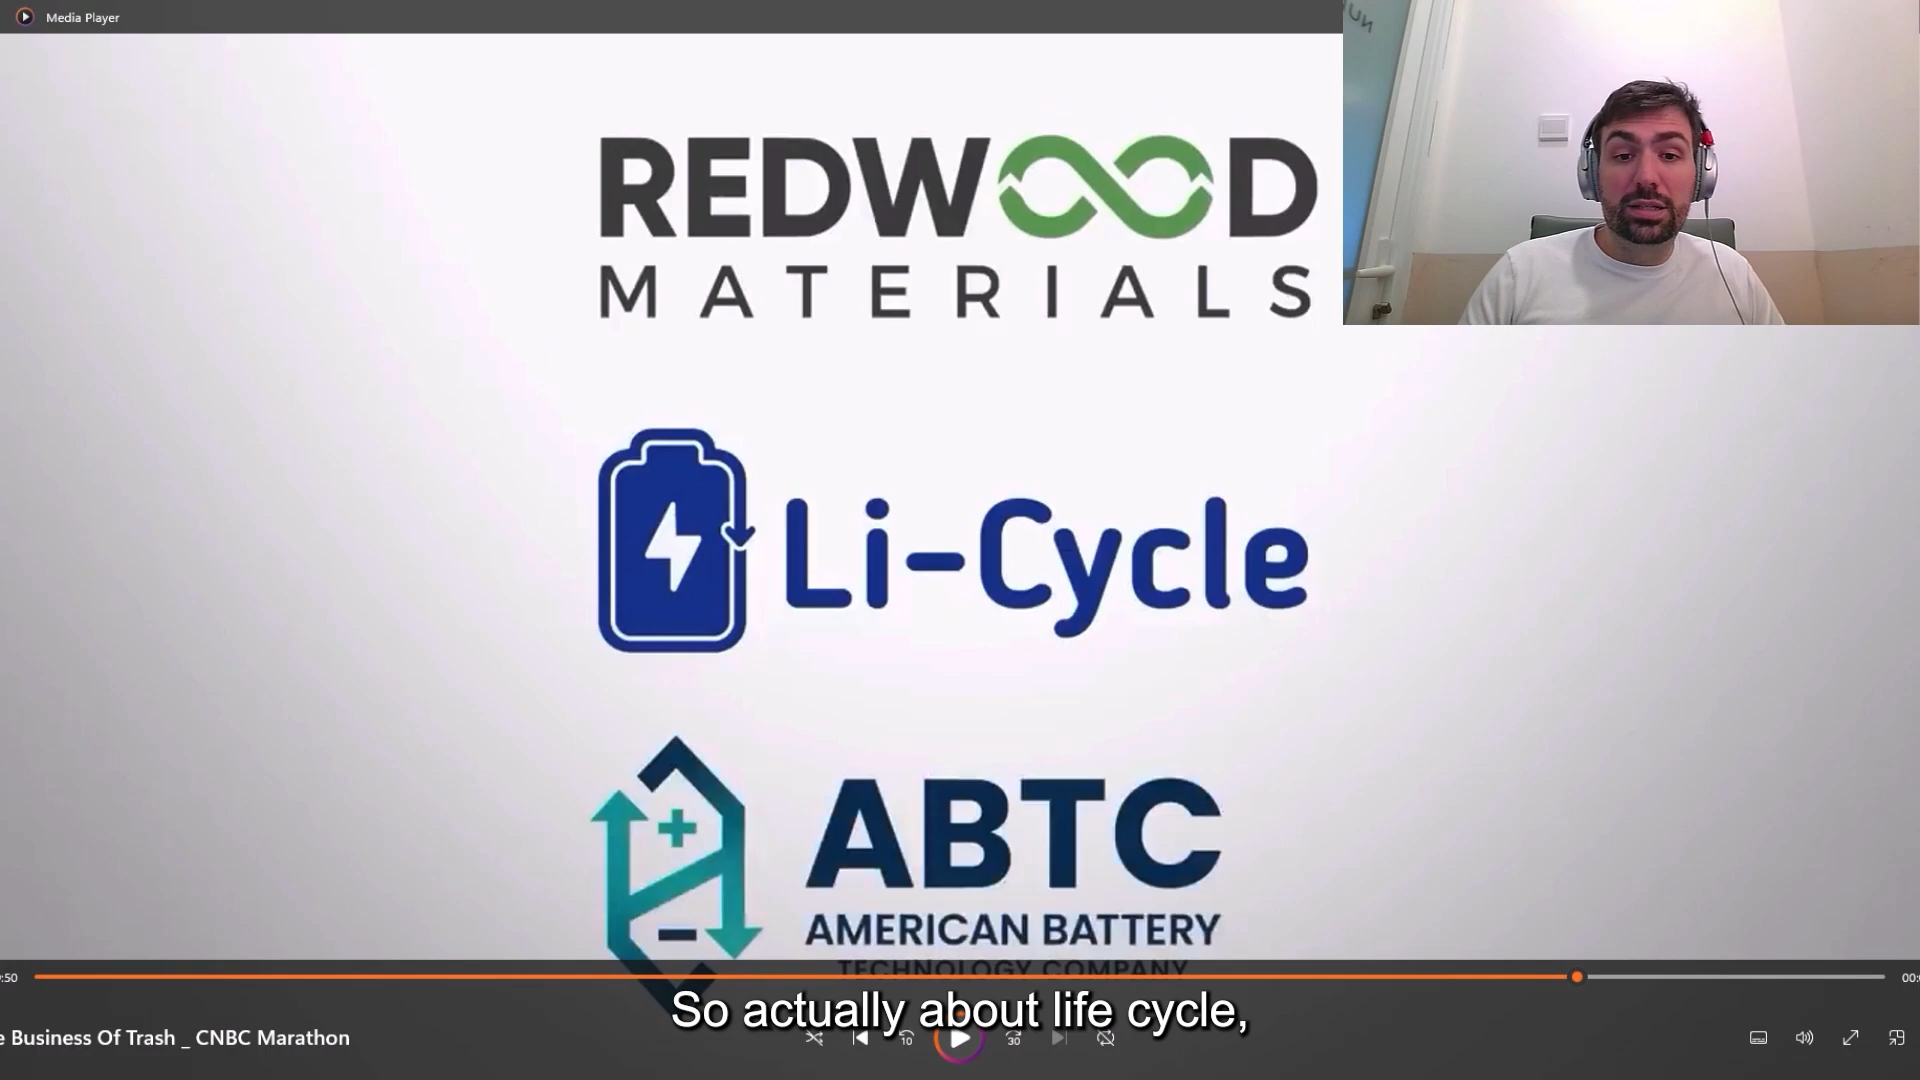 Media Player
REDWOOD
MATERIALS
Li-Cycle
ABTC
AMERICAN BATTERY
TECHNOLOGY COMPANY
:50
00:
So actually about life cycle,
e Business Of Trash _ CNBC Marathon
10
30